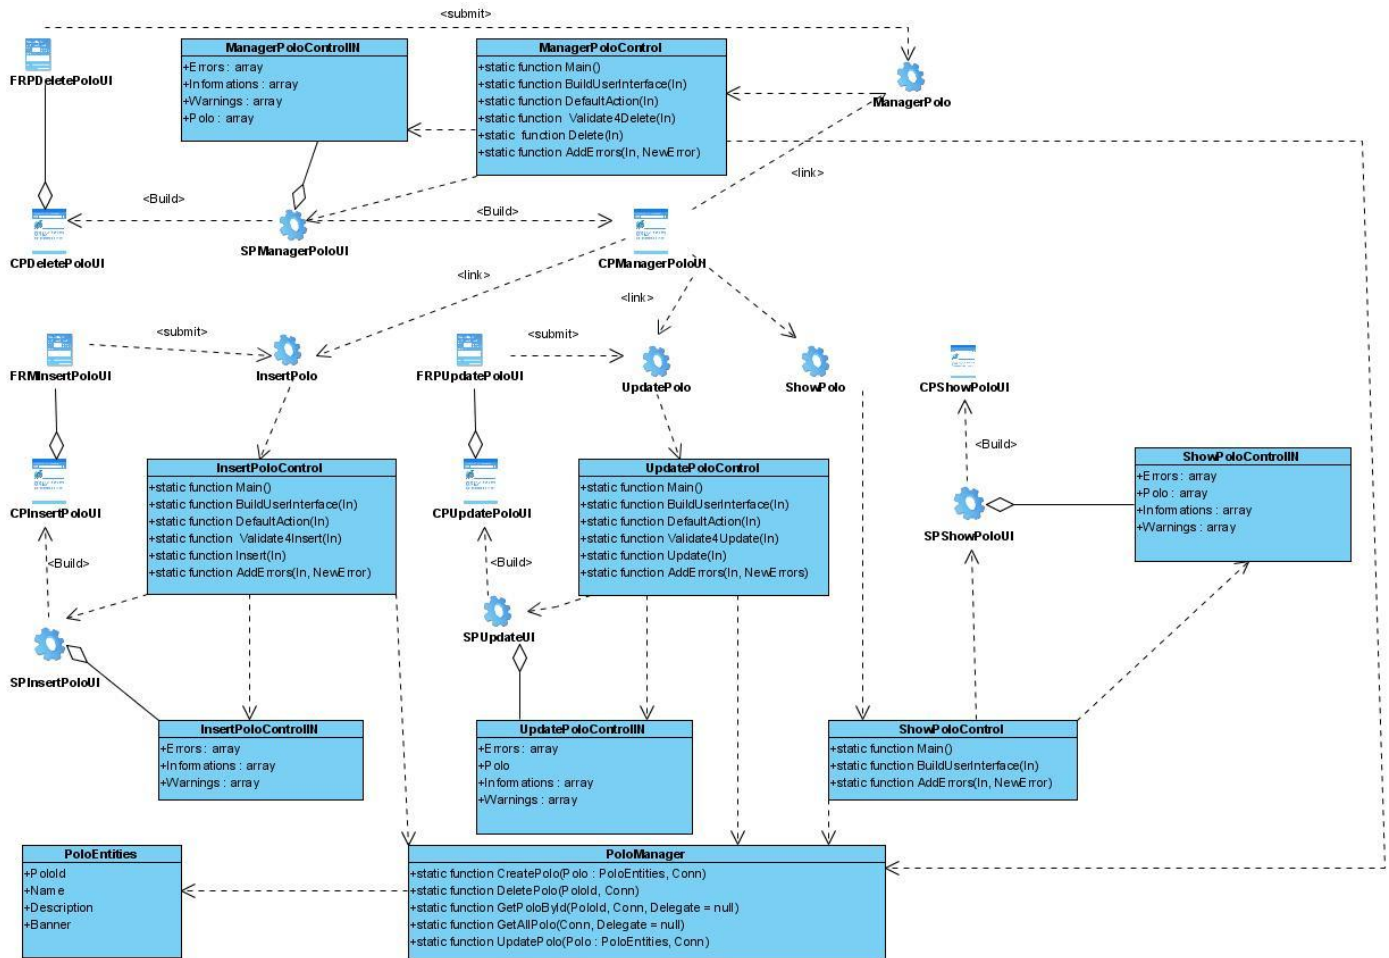 <submit>
FRPDeletePoloUI
ManagerPoloControlIN
+Errors : array
+Informations : array
+Warnings : array
+Polo : array
ManagerPoloControl
+static function Main()
+static function BuildUserInterface(In)
+static function DefaultAction(In)
+static function Validate4Delete(In)
+static function Delete(In)
+static function AddErrors(In, NewError)
ManagerPolo
<link>
<Build>
<Build>
CPDeletePoloUI
SPManagerPoloUI
CPManagerPoloUI
<link>
<link>
<submit>
<submit>
FRMInsertPoloUI
InsertPolo
FRPUpdatePoloUI
UpdatePolo
ShowPolo
CPShowPoloUI
<Build>
InsertPoloControl
+static function Main()
+static function BuildUserInterface(In)
+static function DefaultAction(In)
+static function Validate4Insert(In)
+static function Insert(In)
+static function AddErrors(In, NewError)
UpdatePoloControl
+static function Main()
+static function BuildUserInterface(In)
+static function DefaultAction(In)
+static function Validate4Update(In)
+static function Update(In)
+static function AddErrors(In, NewErrors)
ShowPoloControlIN
+Errors : array
+Polo : array
+Informations : array
+Warnings : array
CPInsertPoloUI
CPUpdatePoloUI
SPShowPoloUI
<Build>
<Build>
SPInsertPoloUI
SPUpdateUI
InsertPoloControlIN
+Errors : array
+Informations : array
+Warnings : array
UpdatePoloControlIN
+Errors : array
+Polo
+Informations : array
+Warnings : array
ShowPoloControl
+static function Main()
+static function BuildUserInterface(In)
+static function AddErrors(In, NewError)
PoloEntities
+PoloId
+Name
+Description
+Banner
PoloManager
+static function CreatePolo(Polo : PoloEntities, Conn)
+static function DeletePolo(PoloId, Conn)
+static function GetPoloById(PoloId, Conn, Delegate = null)
+static function GetAllPolo(Conn, Delegate = null)
+static function UpdatePolo(Polo : PoloEntities, Conn)